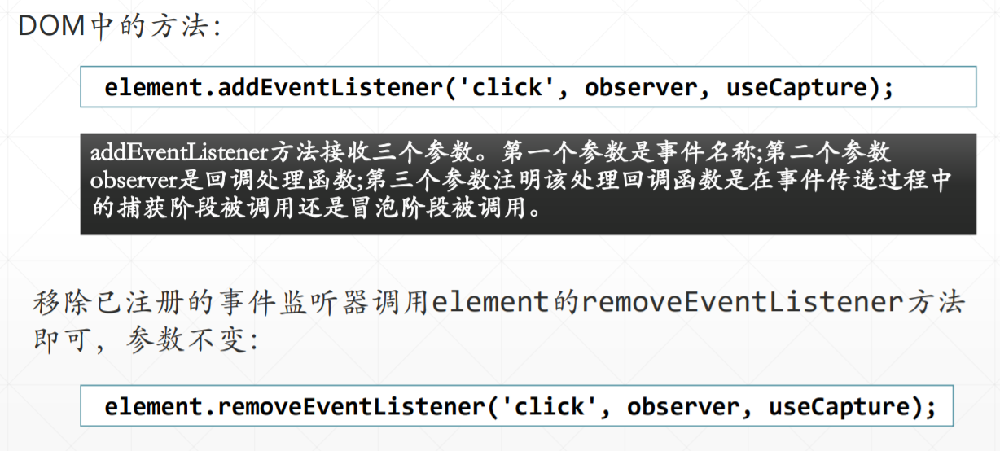 DOM中的方法:
element.addEventListener('click', observer, useCapture);
addEventListener方法接收三个参数。第一个参数是事件名称;第二个参数
observer是回调处理函数;第三个参数注明该处理回调函数是在事件传递过程中
的捕获阶段被调用还是冒泡阶段被调用。
移除已注册的事件监听器调用element的removeEventListener方法
即可，参数不变:
element.removeEventListener('click', observer, useCapture);